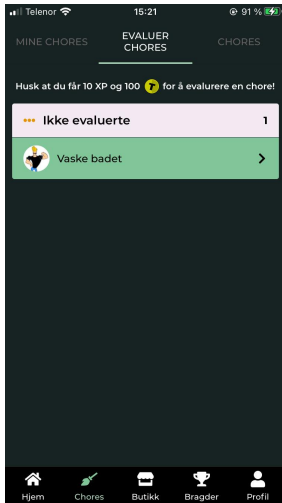 Telenor 15:21 91 %
MINE CHORES EVALUER CHORES CHORES
Husk at du får 10 XP og 100 for å evaluere en chore!
Ikke evaluerte 1
Vaske badet
Hjem Chores Butikk Bragder Profil